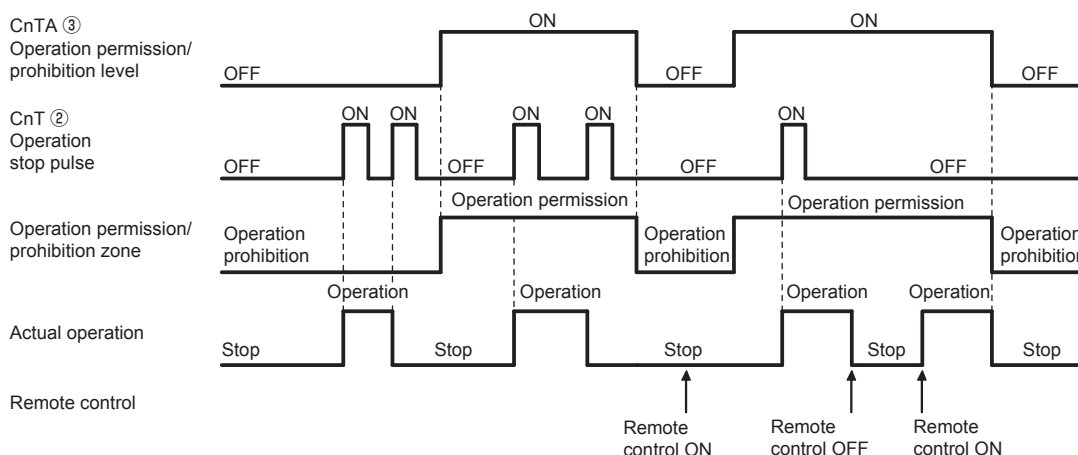 CnTA ③
Operation permission/
prohibition level
OFF
ON
OFF
ON
OFF
CnT ②
Operation
stop pulse
OFF
ON
ON
OFF
ON
ON
OFF
ON
OFF
Operation permission/
prohibition zone
Operation
prohibition
Operation permission
Operation
prohibition
Operation permission
Operation
prohibition
Actual operation
Stop
Operation
Stop
Operation
Stop
Operation
Stop
Operation
Stop
Remote control
Remote
control ON
Remote
control OFF
Remote
control ON